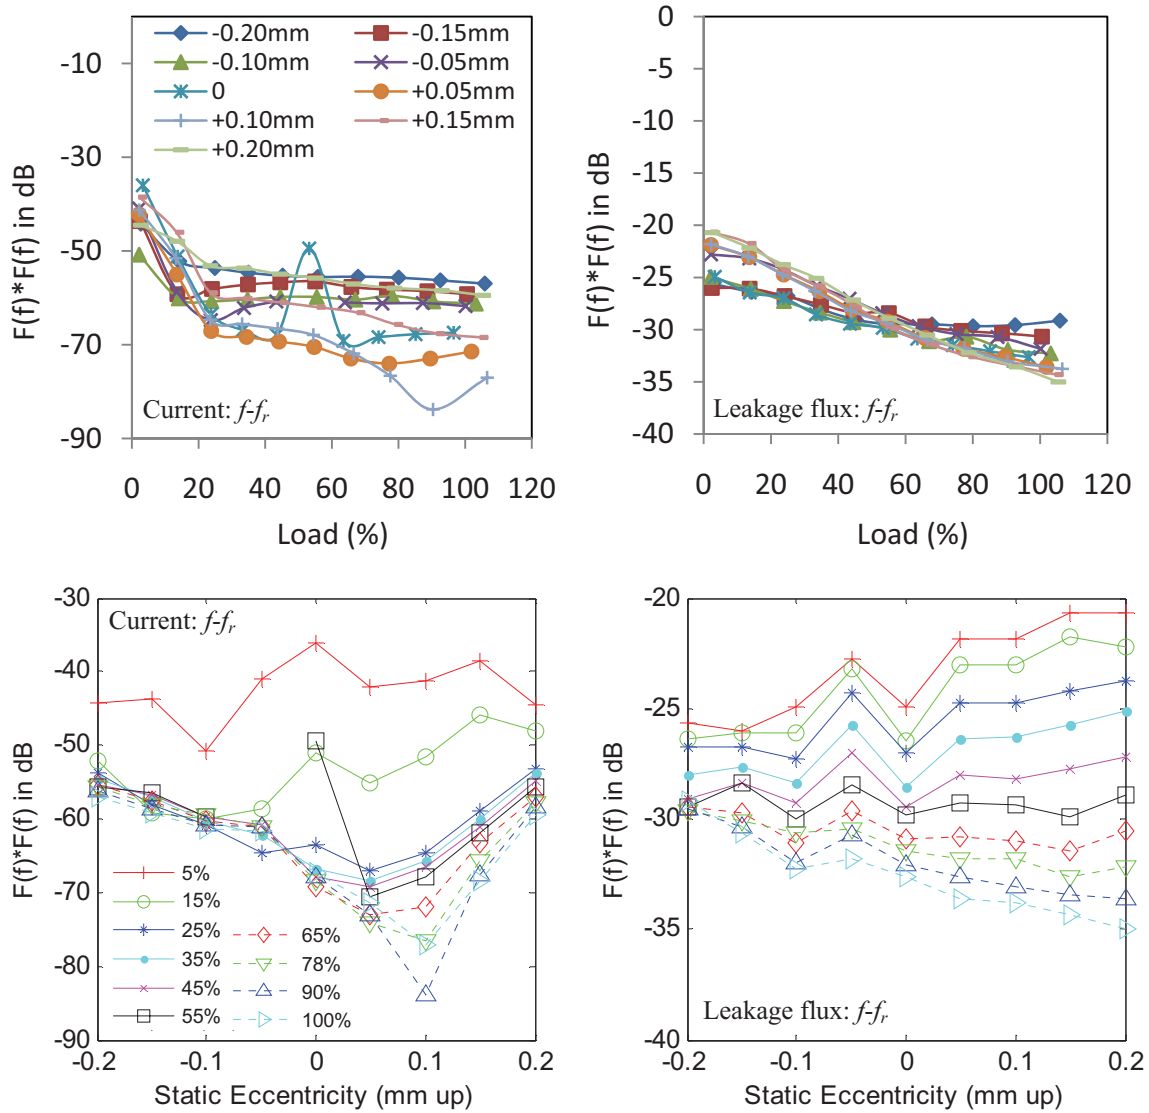 -10
-30
-50
-70
-90
0 20 40 60 80 100 120
F(f)*F(f) in dB
Load (%)
-0.20mm -0.15mm
-0.10mm -0.05mm
0 +0.05mm
+0.10mm +0.15mm
+0.20mm
Current: f-fr
0
-5
-10
-15
-20
-25
-30
-35
-40
0 20 40 60 80 100 120
F(f)*F(f) in dB
Load (%)
Leakage flux: f-fr
-30
-40
-50
-60
-70
-80
-90
-0.2 -0.1 0 0.1 0.2
F(f)*F(f) in dB
Static Eccentricity (mm up)
Current: f-fr
5%
15%
25%
35%
45%
55%
65%
78%
90%
100%
-20
-25
-30
-35
-40
-0.2 -0.1 0 0.1 0.2
F(f)*F(f) in dB
Static Eccentricity (mm up)
Leakage flux: f-fr